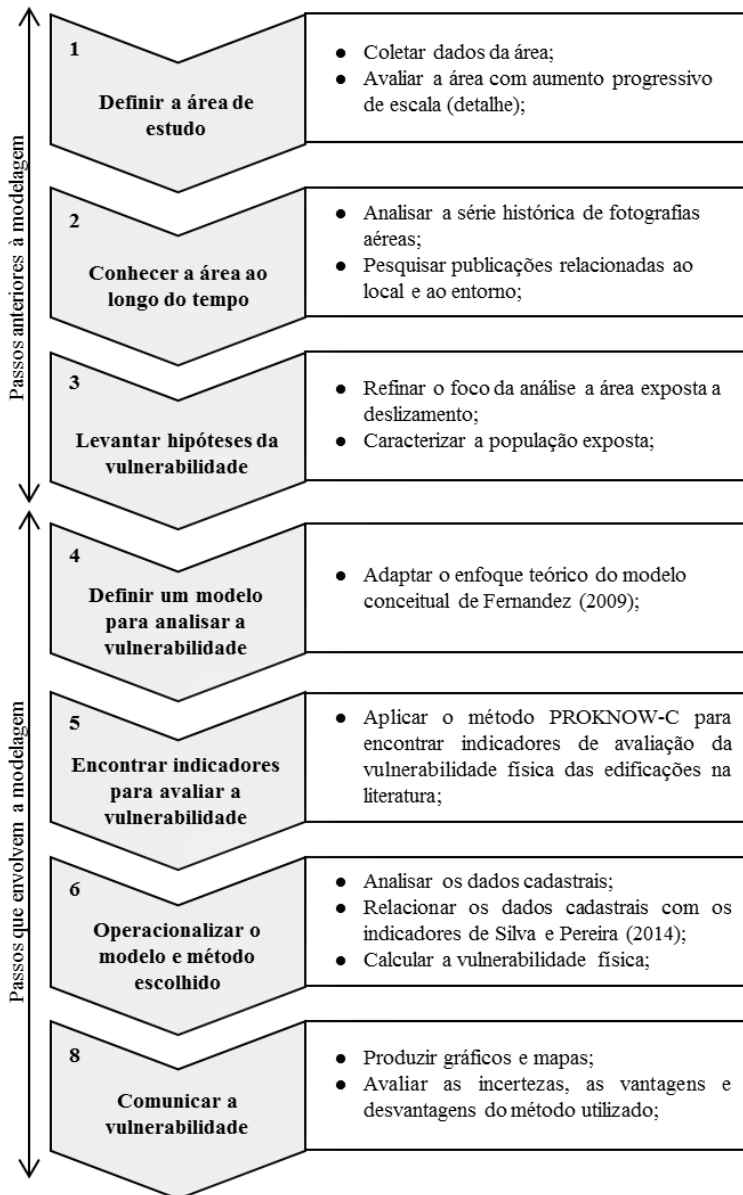 Passos anteriores à modelagem
1
Definir a área de
estudo
● Coletar dados da área;
● Avaliar a área com aumento progressivo
de escala (detalhe);
2
Conhecer a área ao
longo do tempo
● Analisar a série histórica de fotografias
aéreas;
● Pesquisar publicações relacionadas ao
local e ao entorno;
3
Levantar hipóteses da
vulnerabilidade
● Refinar o foco da análise a área exposta a
deslizamento;
● Caracterizar a população exposta;
Passos que envolvem a modelagem
4
Definir um modelo
para analisar a
vulnerabilidade
● Adaptar o enfoque teórico do modelo
conceitual de Fernandez (2009);
5
Encontrar indicadores
para avaliar a
vulnerabilidade
● Aplicar o método PROKNOW-C para
encontrar indicadores de avaliação da
vulnerabilidade física das edificações na
literatura;
6
Operacionalizar o
modelo e método
escolhido
● Analisar os dados cadastrais;
● Relacionar os dados cadastrais com os
indicadores de Silva e Pereira (2014);
● Calcular a vulnerabilidade física;
8
Comunicar a
vulnerabilidade
● Produzir gráficos e mapas;
● Avaliar as incertezas, as vantagens e
desvantagens do método utilizado;